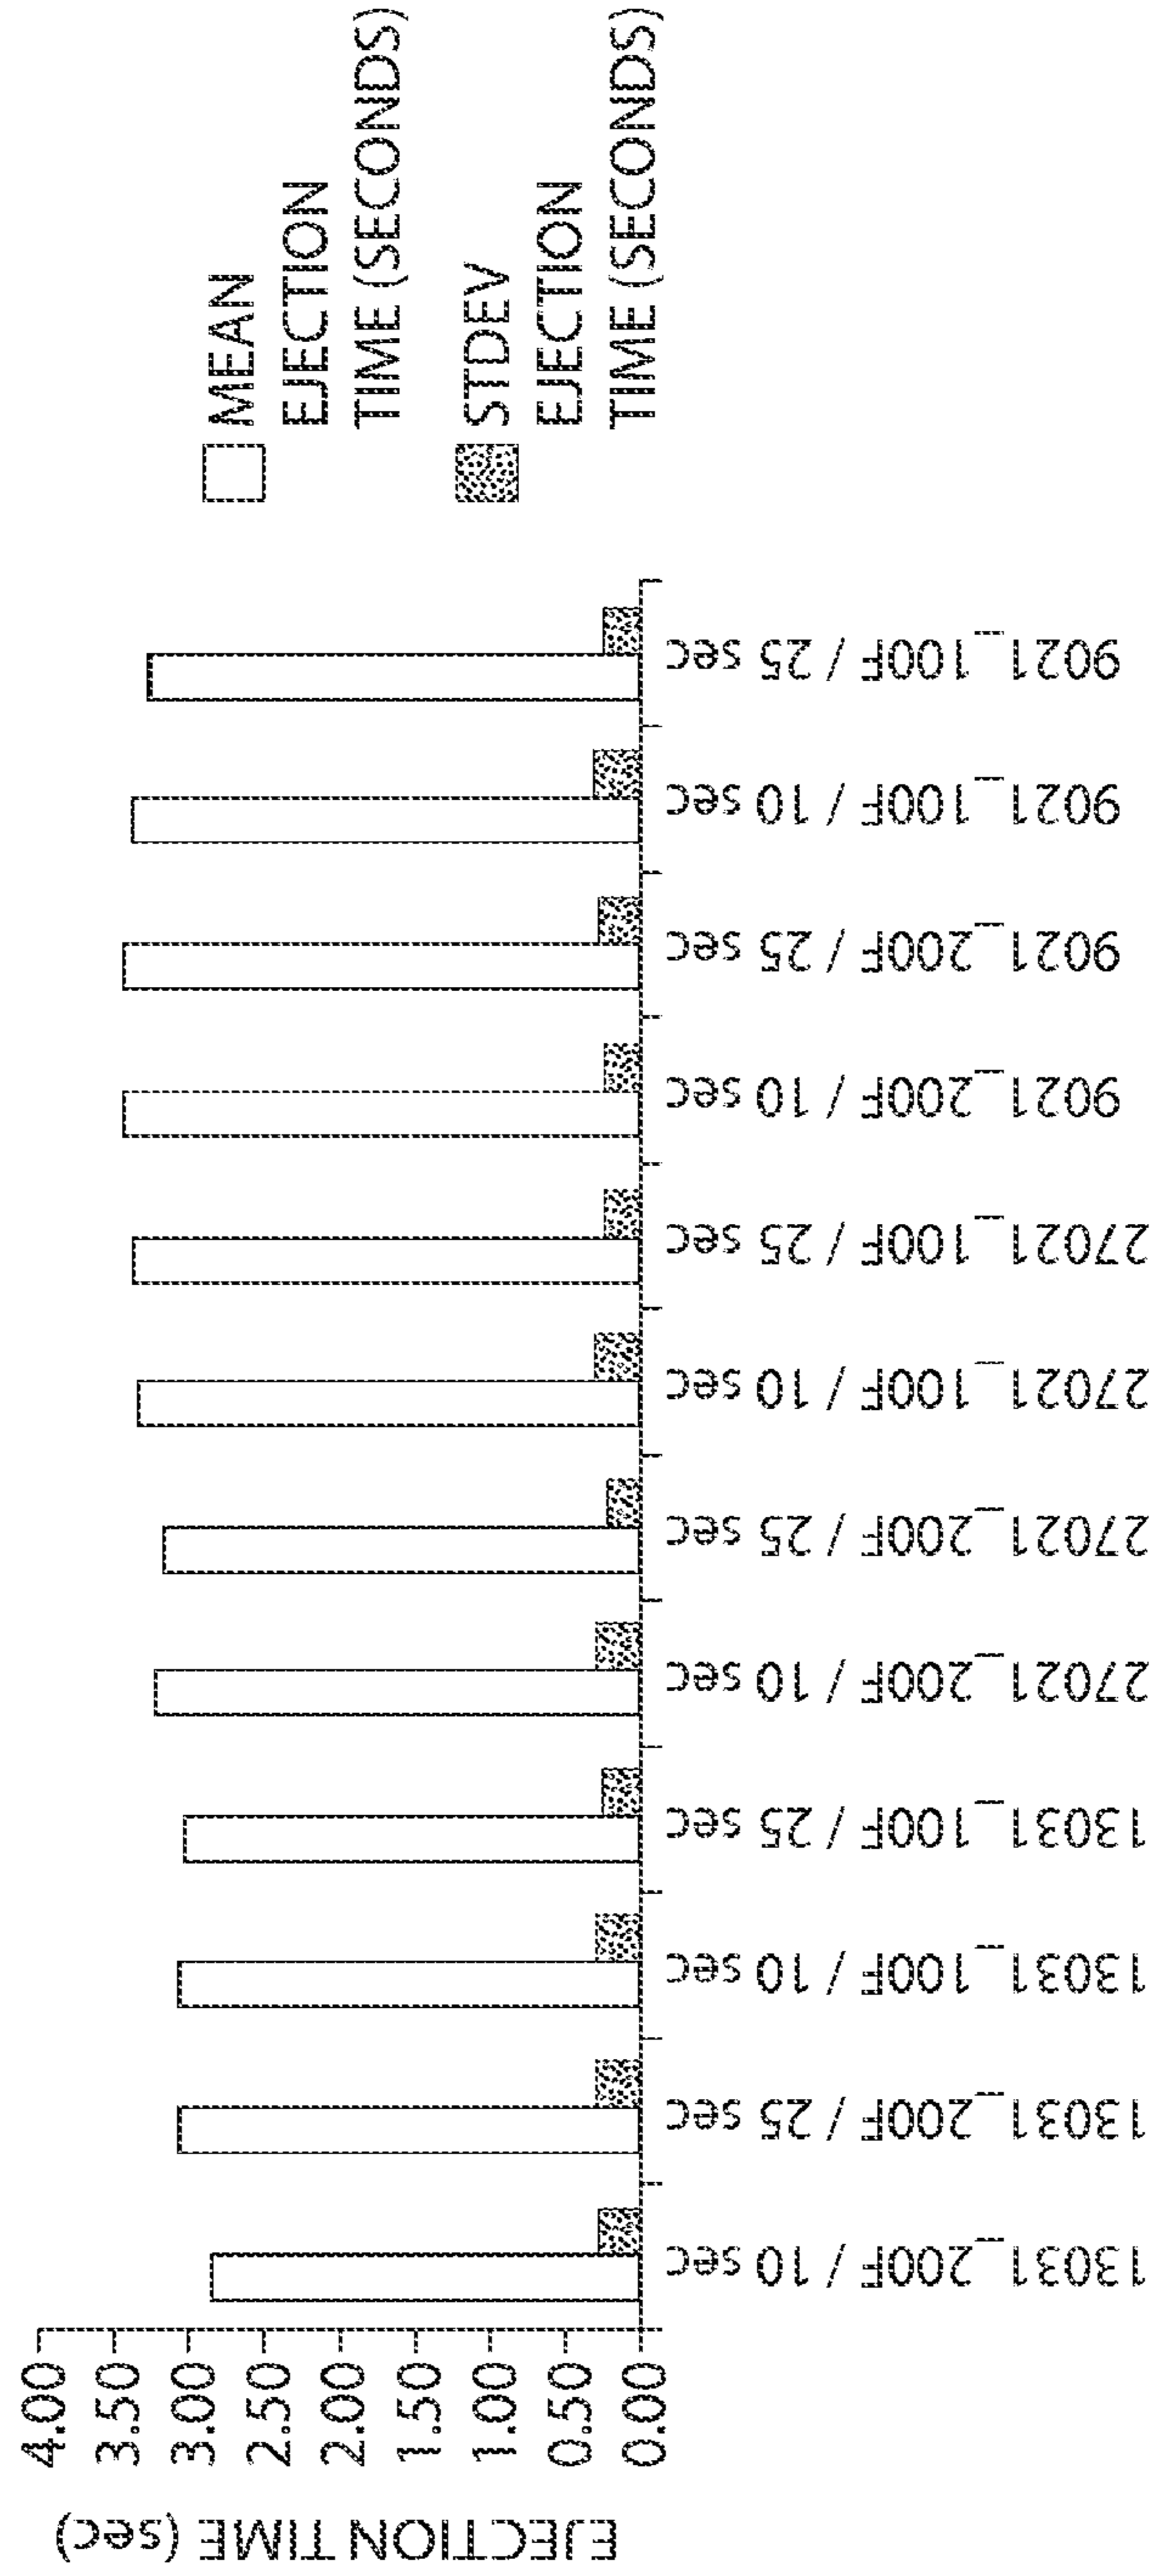 EJECTION TIME (sec)
4.00
3.50
3.00
2.50
2.00
1.50
1.00
0.50
0.00
13031_200F / 10 sec
13031_200F / 25 sec
13031_100F / 10 sec
13031_100F / 25 sec
27021_200F / 10 sec
27021_200F / 25 sec
27021_100F / 10 sec
27021_100F / 25 sec
9021_200F / 10 sec
9021_200F / 25 sec
9021_100F / 10 sec
9021_100F / 25 sec
MEAN
EJECTION
TIME (SECONDS)
STDEV
EJECTION
TIME (SECONDS)